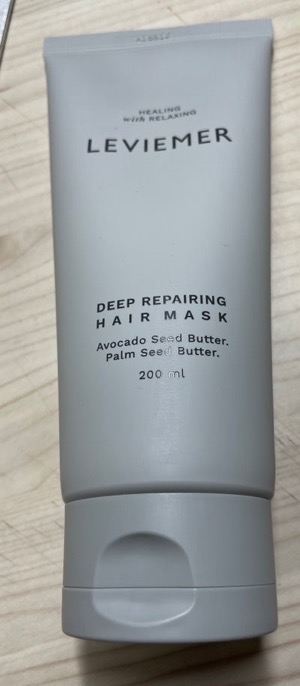 HEALING
with RELAXING
LEVIEMER
DEEP REPAIRING
HAIR MASK
Avocado Seed Butter.
Palm Seed Butter.
200 ml